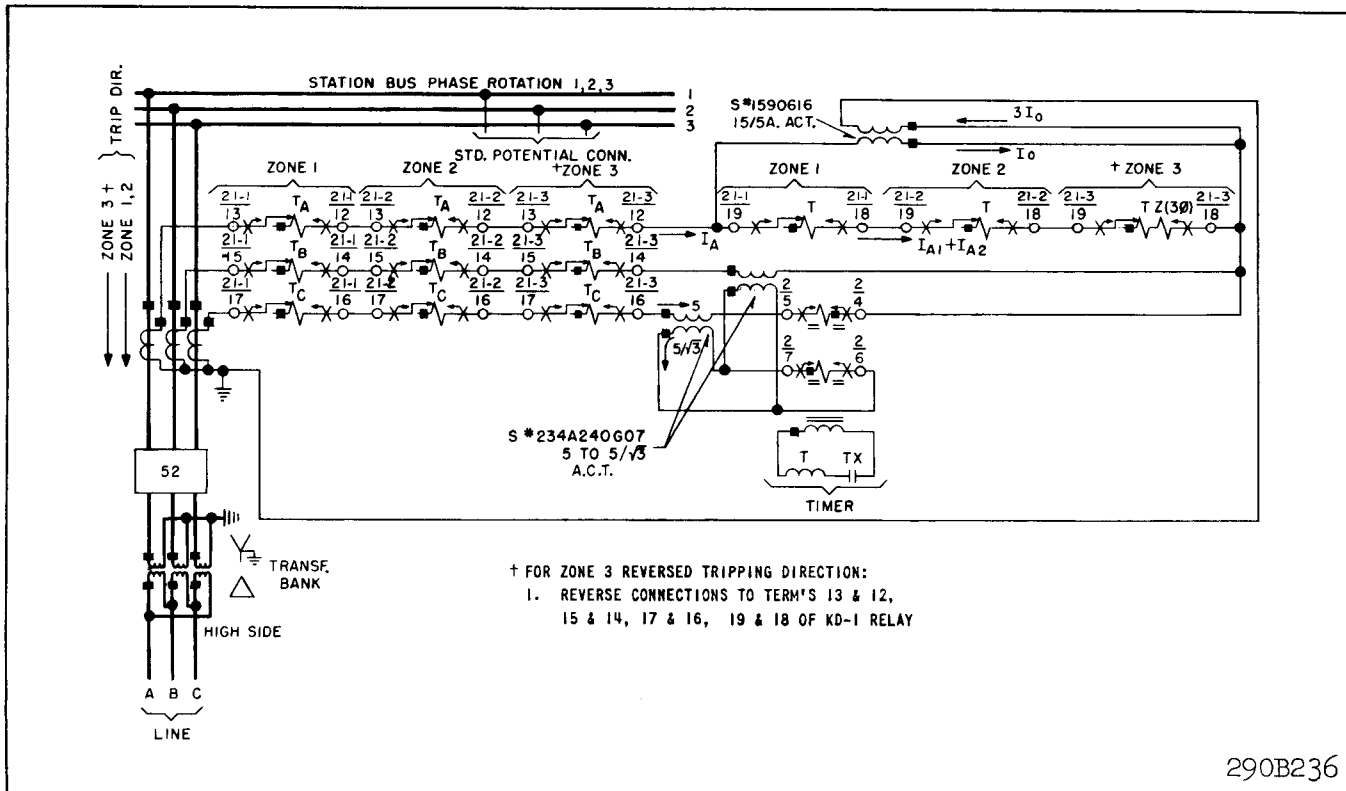 STATION BUS PHASE ROTATION 1,2,3
1
2
3
TRIP DIR.
ZONE 3 +
ZONE 1,2
STD. POTENTIAL CONN.
S#1590616
15/5A. ACT.
3I0
I0
ZONE 1
ZONE 2
†ZONE 3
ZONE 1
ZONE 2
† ZONE 3
21-1 TA 21-1 21-2 TA 21-2 21-3 TA 21-3
13 12 13 12 13 12
IA
21-1 T 21-1 21-2 T 21-2 21-3 T Z(3Ø) 21-3
19 18 19 18 19 18
IA1 + IA2
21-1 TB 21-1 21-2 TB 21-2 21-3 TB 21-3
15 14 15 14 15 14
21-1 TC 21-1 21-2 TC 21-2 21-3 TC 21-3
17 16 17 16 17 16
5
5/√3
2 2
5 4
2 2
7 6
S#234A240G07
5 TO 5/√3
A.C.T.
T TX
TIMER
52
TRANSF.
BANK
HIGH SIDE
A B C
LINE
† FOR ZONE 3 REVERSED TRIPPING DIRECTION:
1. REVERSE CONNECTIONS TO TERM'S 13 & 12,
15 & 14, 17 & 16, 19 & 18 OF KD-1 RELAY
290B236